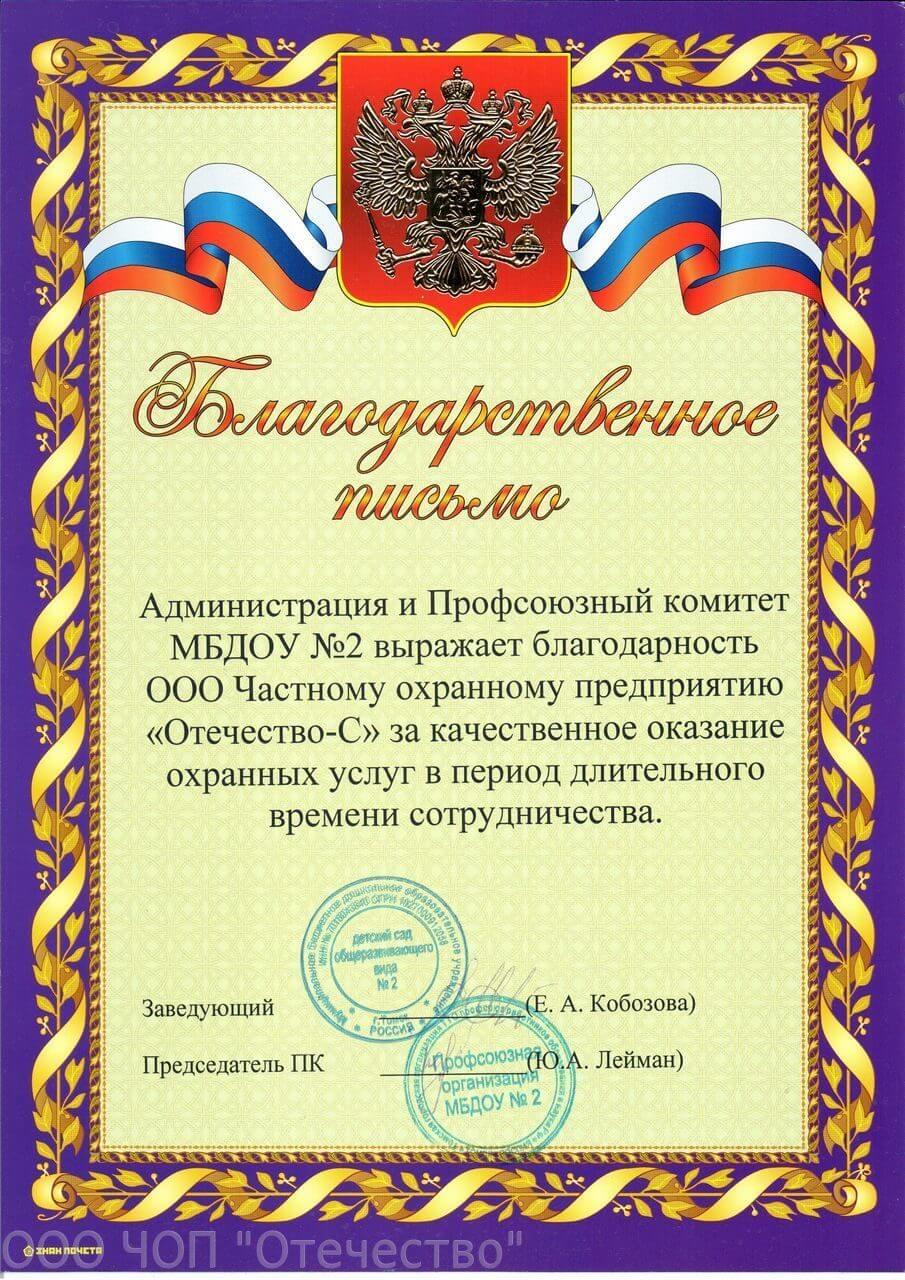 Благодарственное
письмо
Администрация и Профсоюзный комитет
МБДОУ №2 выражает благодарность
ООО Частному охранному предприятию
«Отечество-С» за качественное оказание
охранных услуг в период длительного
времени сотрудничества.
детский сад
общеразвивающего
вида
№ 2
г.Томск
РОССИЯ
Заведующий (Е. А. Кобозова)
Председатель ПК (Ю.А. Лейман)
Профсоюзная
организация
МБДОУ № 2
ЗНАК ПОЧЕТА
ООО ЧОП "Отечество"